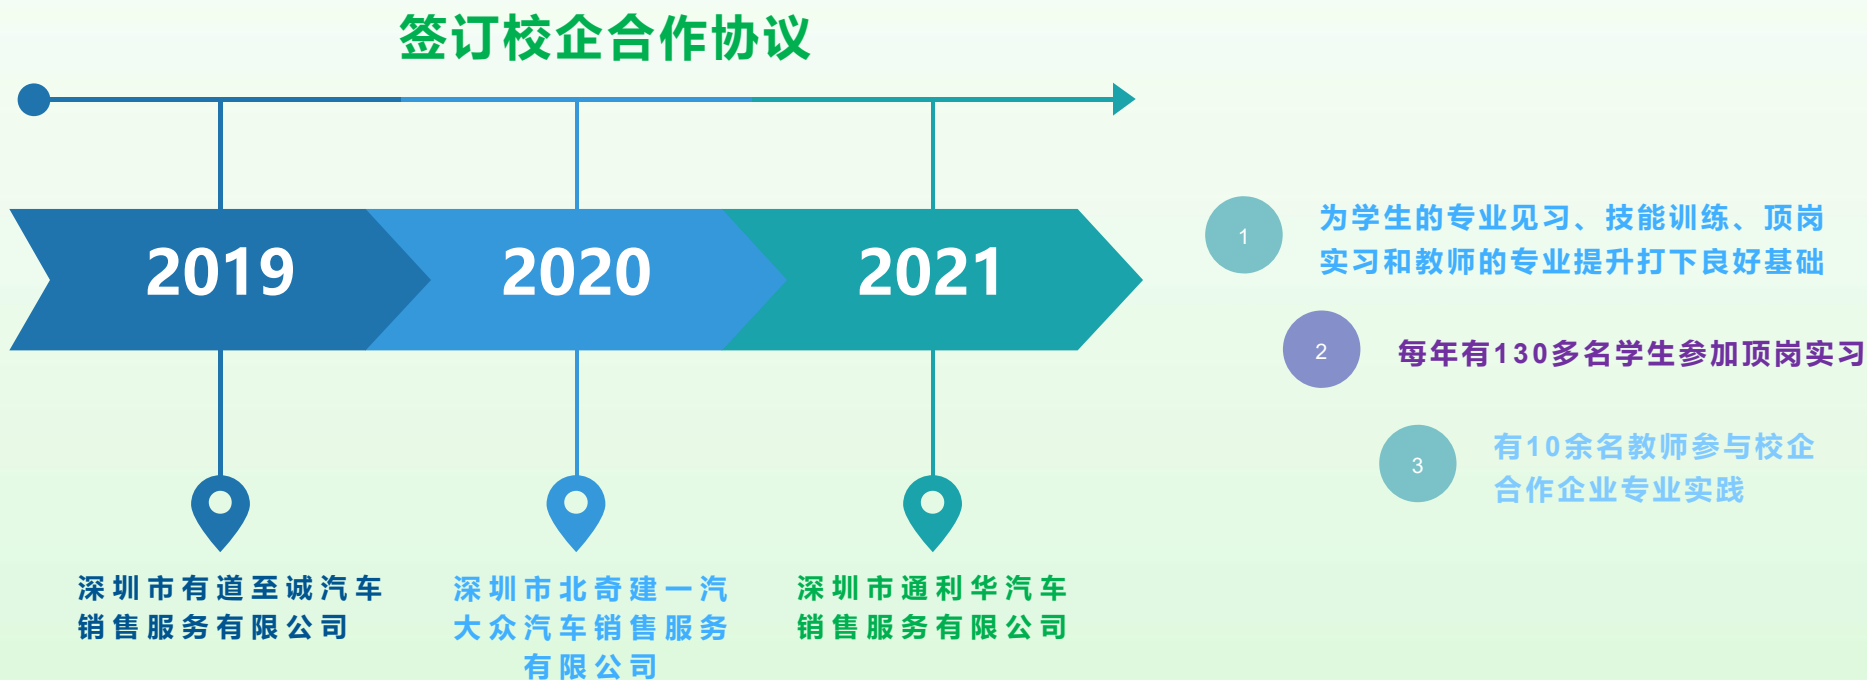 签订校企合作协议
2019
2020
2021
深圳市有道至诚汽车
销售服务有限公司
深圳市北奇建一汽
大众汽车销售服务
有限公司
深圳市通利华汽车
销售服务有限公司
1
为学生的专业见习、技能训练、顶岗
实习和教师的专业提升打下良好基础
2
每年有130多名学生参加顶岗实习
3
有10余名教师参与校企
合作企业专业实践